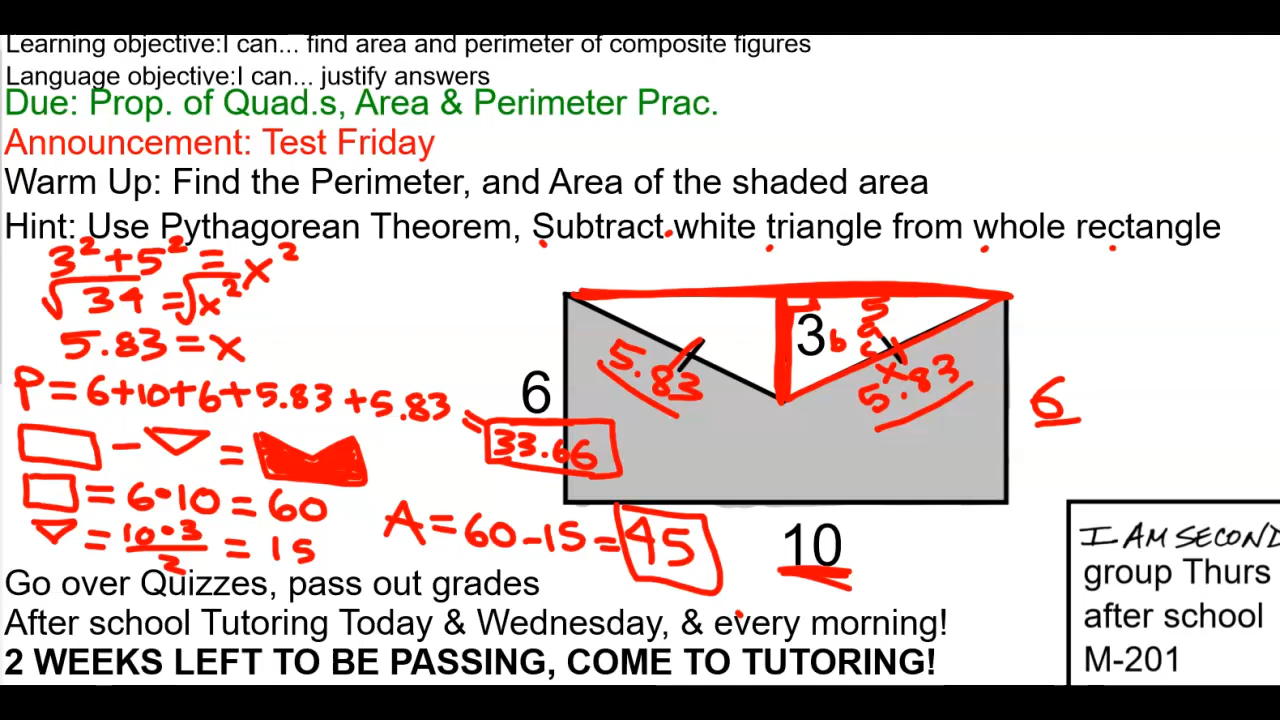 Learning objective:I can... find area and perimeter of composite figures
Language objective:I can... justify answers
Due: Prop. of Quad.s, Area & Perimeter Prac.
Announcement: Test Friday
Warm Up: Find the Perimeter, and Area of the shaded area
Hint: Use Pythagorean Theorem, Subtract white triangle from whole rectangle
3² + 5² = x²
√34 = √x²
5.83 = x
P = 6+10+6+5.83+5.83
= 33.66
= 6·10 = 60
= 10·3/2 = 15
A = 60-15 = 45
6
5.83
3
b
5
a
c
x
5.83
6
10
Go over Quizzes, pass out grades
After school Tutoring Today & Wednesday, & every morning!
2 WEEKS LEFT TO BE PASSING, COME TO TUTORING!
I AM SECOND
group Thurs
after school
M-201